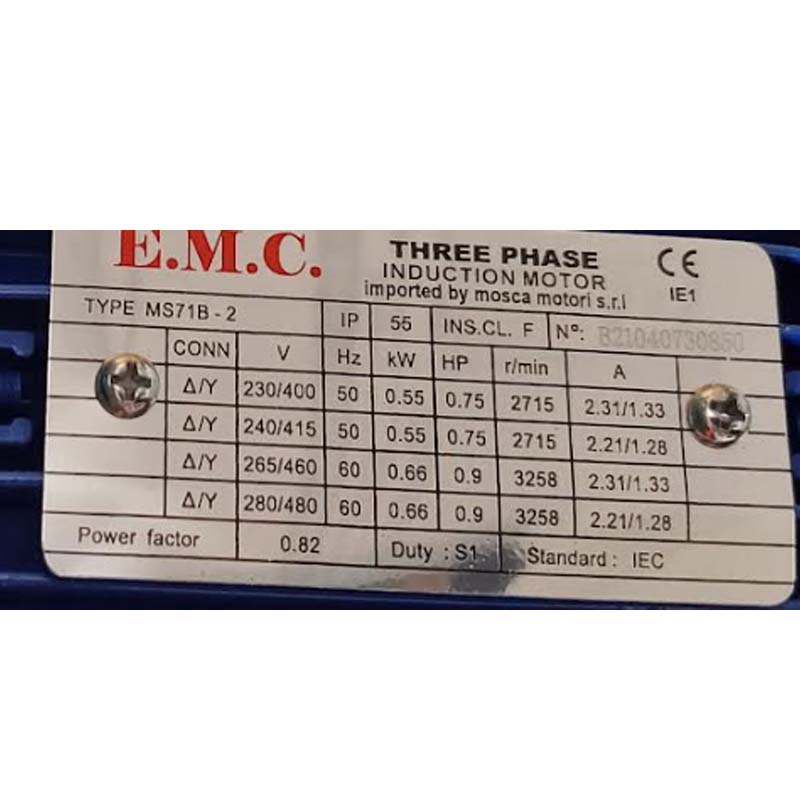 E.M.C.
THREE PHASE
INDUCTION MOTOR
imported by mosca motori s.r.l
CE
IE1
TYPE MS71B - 2 IP 55 INS.CL. F Nº: B21040730850
CONN V Hz kW HP r/min A
Δ/Y 230/400 50 0.55 0.75 2715 2.31/1.33
Δ/Y 240/415 50 0.55 0.75 2715 2.21/1.28
Δ/Y 265/460 60 0.66 0.9 3258 2.31/1.33
Δ/Y 280/480 60 0.66 0.9 3258 2.21/1.28
Power factor 0.82 Duty : S1 Standard : IEC